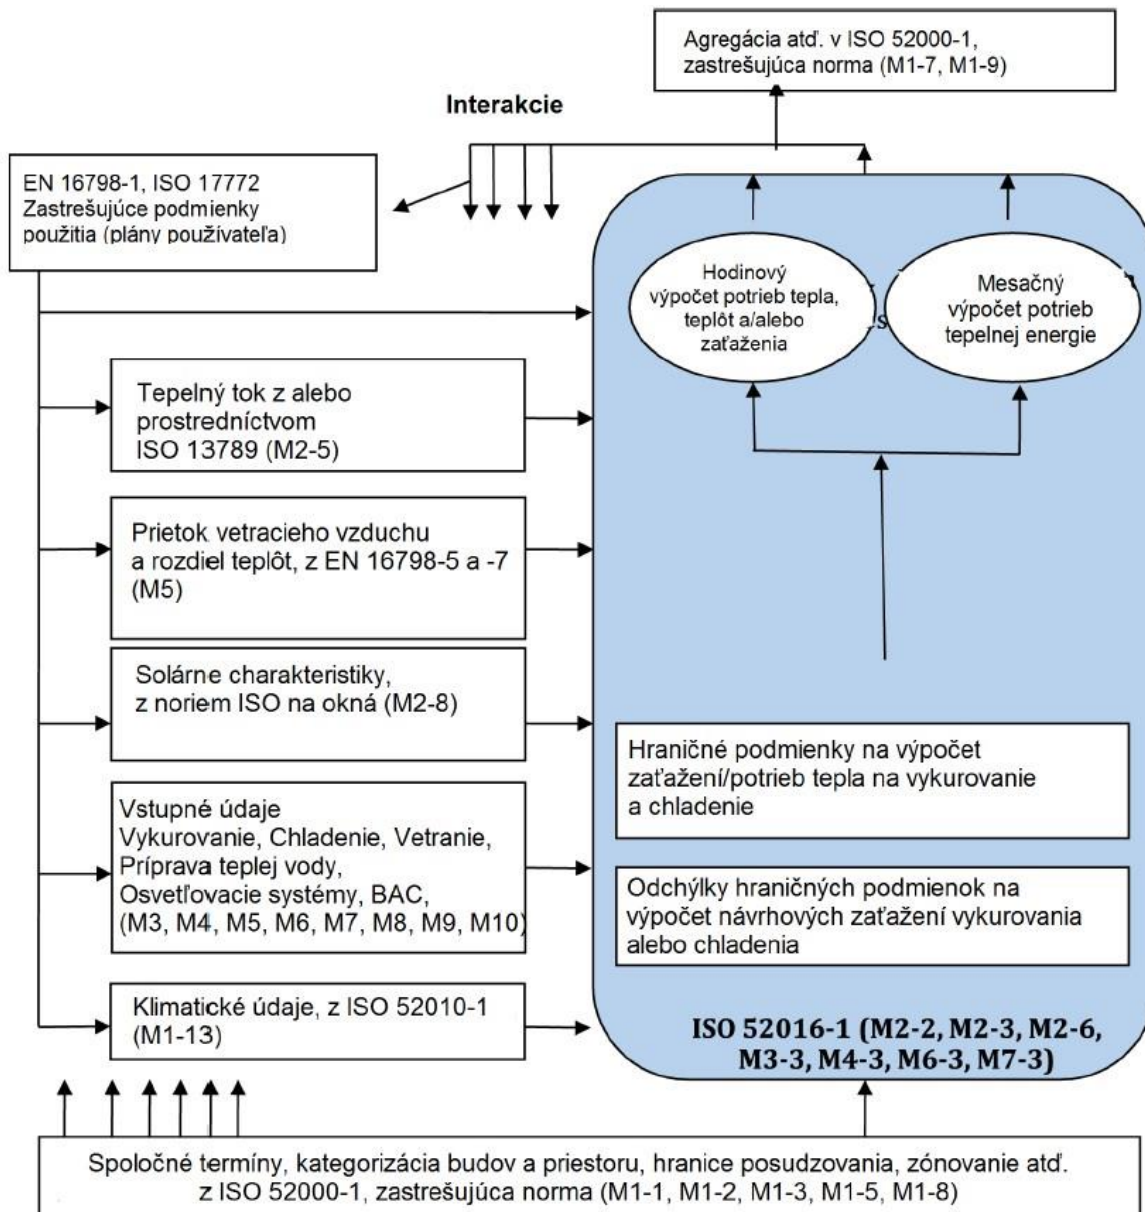 Agregácia atď. v ISO 52000-1,
zastrešujúca norma (M1-7, M1-9)
Interakcie
EN 16798-1, ISO 17772
Zastrešujúce podmienky
použitia (plány používateľa)
Hodinový
výpočet potrieb tepla,
teplôt a/alebo
zaťaženia
Mesačný
výpočet potrieb
tepelnej energie
Tepelný tok z alebo
prostredníctvom
ISO 13789 (M2-5)
Prietok vetracieho vzduchu
a rozdiel teplôt, z EN 16798-5 a -7
(M5)
Solárne charakteristiky,
z noriem ISO na okná (M2-8)
Vstupné údaje
Vykurovanie, Chladenie, Vetranie,
Príprava teplej vody,
Osvetľovacie systémy, BAC,
(M3, M4, M5, M6, M7, M8, M9, M10)
Klimatické údaje, z ISO 52010-1
(M1-13)
Hraničné podmienky na výpočet
zaťažení/potrieb tepla na vykurovanie
a chladenie
Odchýlky hraničných podmienok na
výpočet návrhových zaťažení vykurovania
alebo chladenia
ISO 52016-1 (M2-2, M2-3, M2-6,
M3-3, M4-3, M6-3, M7-3)
Spoločné termíny, kategorizácia budov a priestoru, hranice posudzovania, zónovanie atď.
z ISO 52000-1, zastrešujúca norma (M1-1, M1-2, M1-3, M1-5, M1-8)